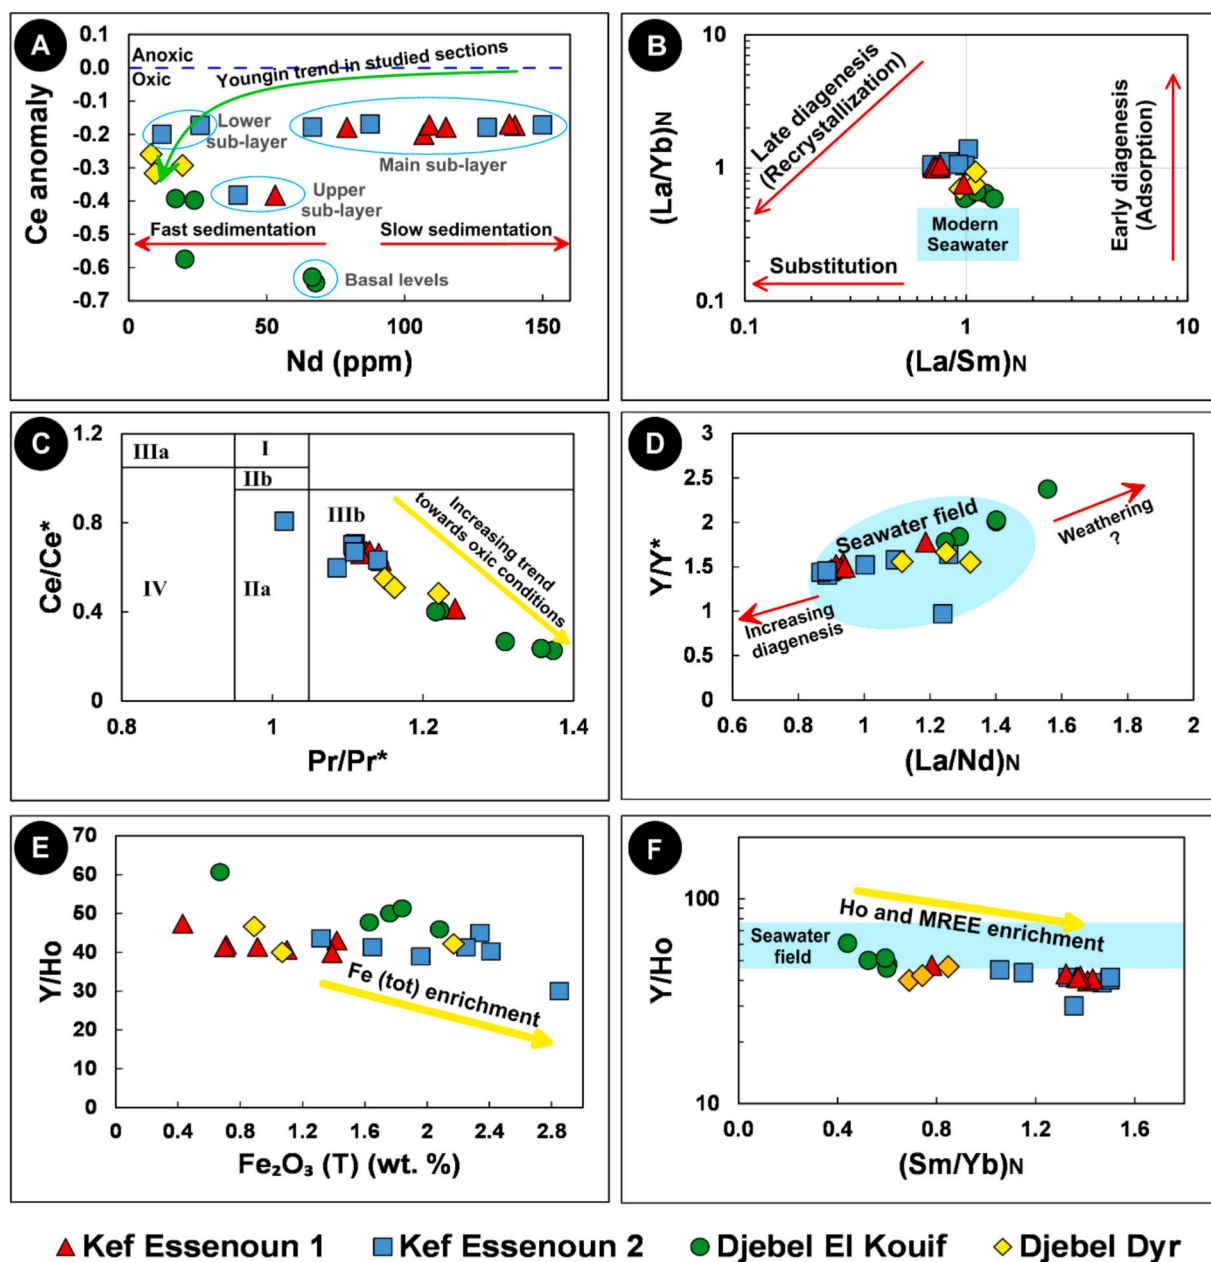 A
Ce anomaly
0.1
0.0
-0.1
-0.2
-0.3
-0.4
-0.5
-0.6
-0.7
Anoxic
Oxic
Youngin trend in studied sections
Lower
sub-layer
Main sub-layer
Upper
sub-layer
Fast sedimentation
Slow sedimentation
Basal levels
0
50
100
150
Nd (ppm)
B
(La/Yb)N
10
1
0.1
Late diagenesis
(Recrystallization)
Early diagenesis
(Adsorption)
Modern
Seawater
Substitution
0.1
1
10
(La/Sm)N
C
Ce/Ce*
1.2
0.8
0.4
0
IIIa
I
IIb
IIIb
IV
IIa
Increasing trend
towards oxic conditions
0.8
1
1.2
1.4
Pr/Pr*
D
Y/Y*
3
2.5
2
1.5
1
0.5
0
Seawater field
Weathering
?
Increasing
diagenesis
0.6
0.8
1
1.2
1.4
1.6
1.8
2
(La/Nd)N
E
Y/Ho
70
60
50
40
30
20
10
0
Fe (tot) enrichment
0
0.4
0.8
1.2
1.6
2
2.4
2.8
Fe₂O₃ (T) (wt. %)
F
Y/Ho
100
10
Ho and MREE enrichment
Seawater
field
0.0
0.4
0.8
1.2
1.6
(Sm/Yb)N
Kef Essenoun 1
Kef Essenoun 2
Djebel El Kouif
Djebel Dyr